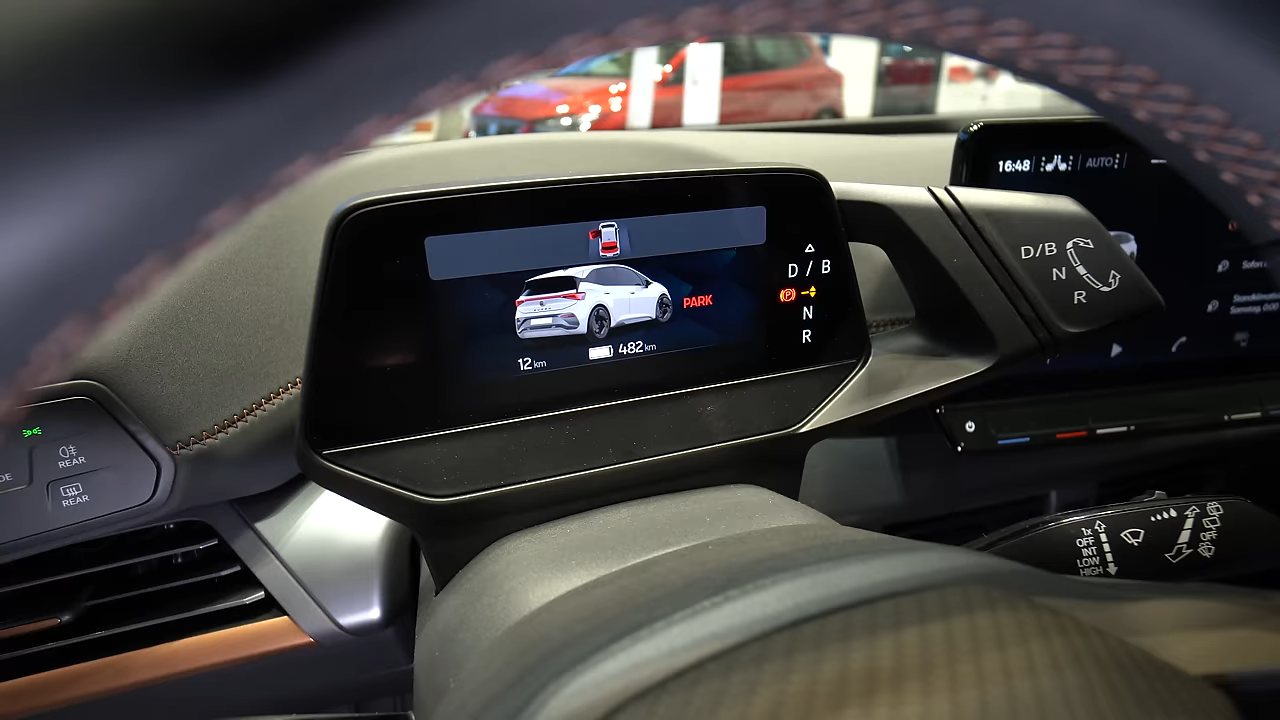 16:48
AUTO
D/B
N
R
D / B
N
R
PARK
12 km
482 km
REAR
REAR
1x
OFF
INT
LOW
HIGH
OFF